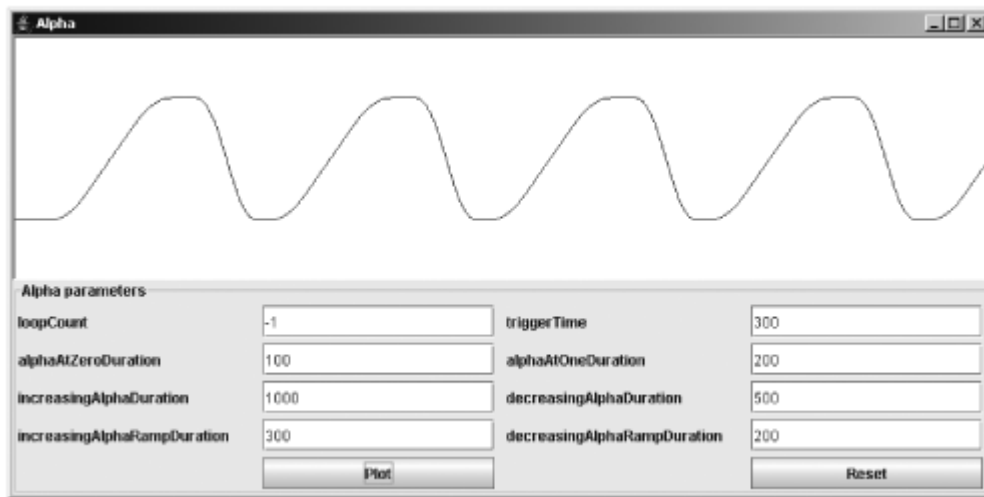 Alpha
Alpha parameters
loopCount -1 triggerTime 300
alphaAtZeroDuration 100 alphaAtOneDuration 200
increasingAlphaDuration 1000 decreasingAlphaDuration 500
increasingAlphaRampDuration 300 decreasingAlphaRampDuration 200
Plot Reset